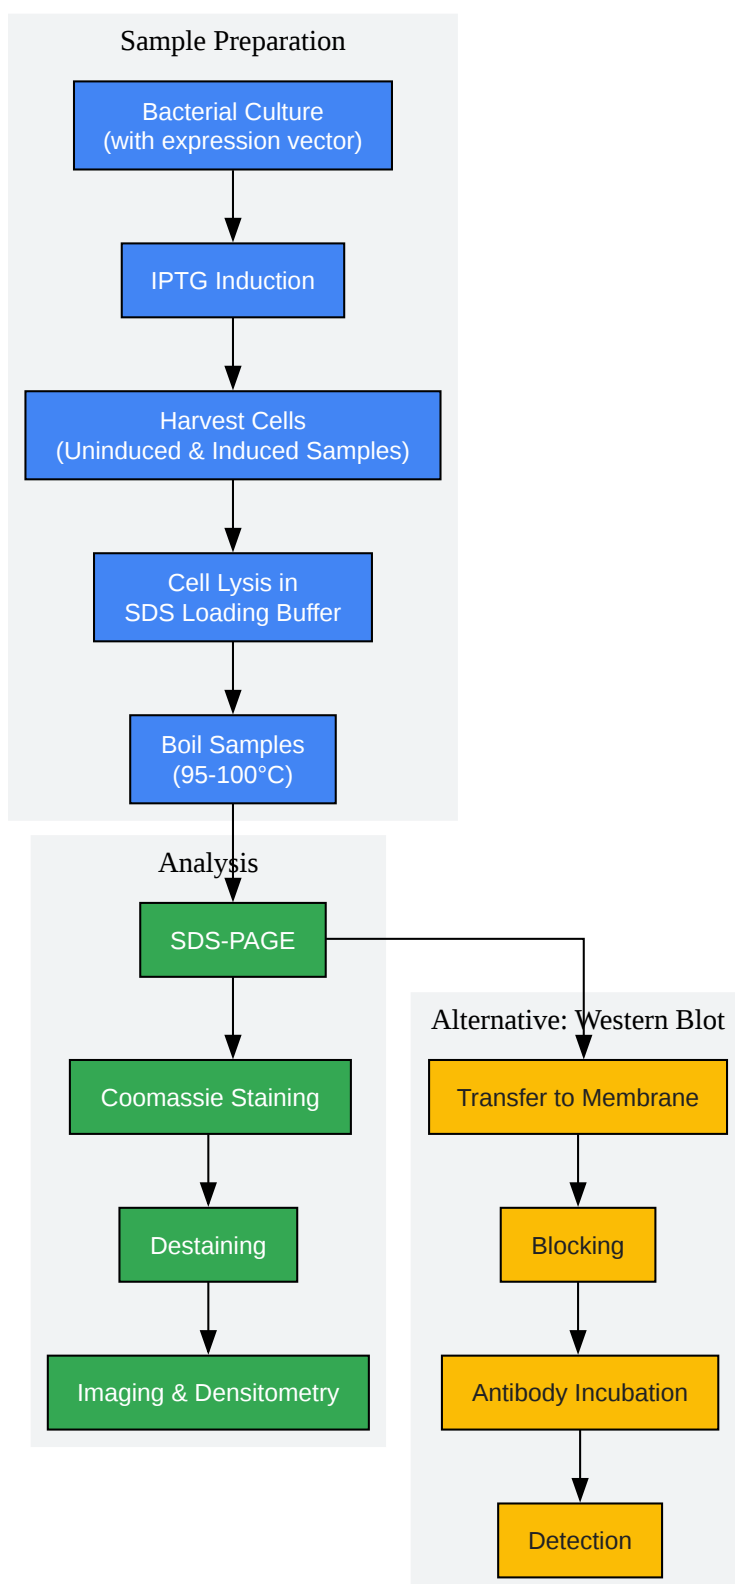 Sample Preparation
Bacterial Culture
(with expression vector)
IPTG Induction
Harvest Cells
(Uninduced & Induced Samples)
Cell Lysis in
SDS Loading Buffer
Boil Samples
(95-100°C)
Analysis
SDS-PAGE
Coomassie Staining
Destaining
Imaging & Densitometry
Alternative: Western Blot
Transfer to Membrane
Blocking
Antibody Incubation
Detection